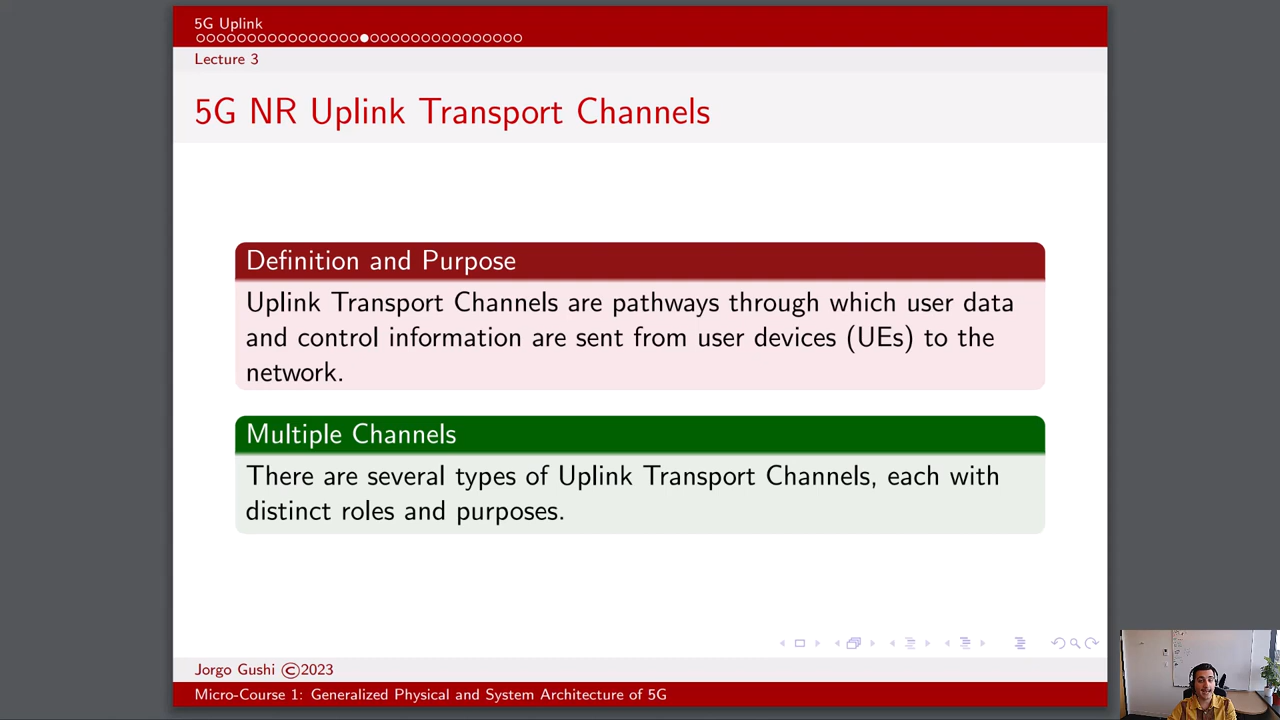 5G Uplink
Lecture 3
5G NR Uplink Transport Channels
Definition and Purpose
Uplink Transport Channels are pathways through which user data
and control information are sent from user devices (UEs) to the
network.
Multiple Channels
There are several types of Uplink Transport Channels, each with
distinct roles and purposes.
Jorgo Gushi ©2023
Micro-Course 1: Generalized Physical and System Architecture of 5G